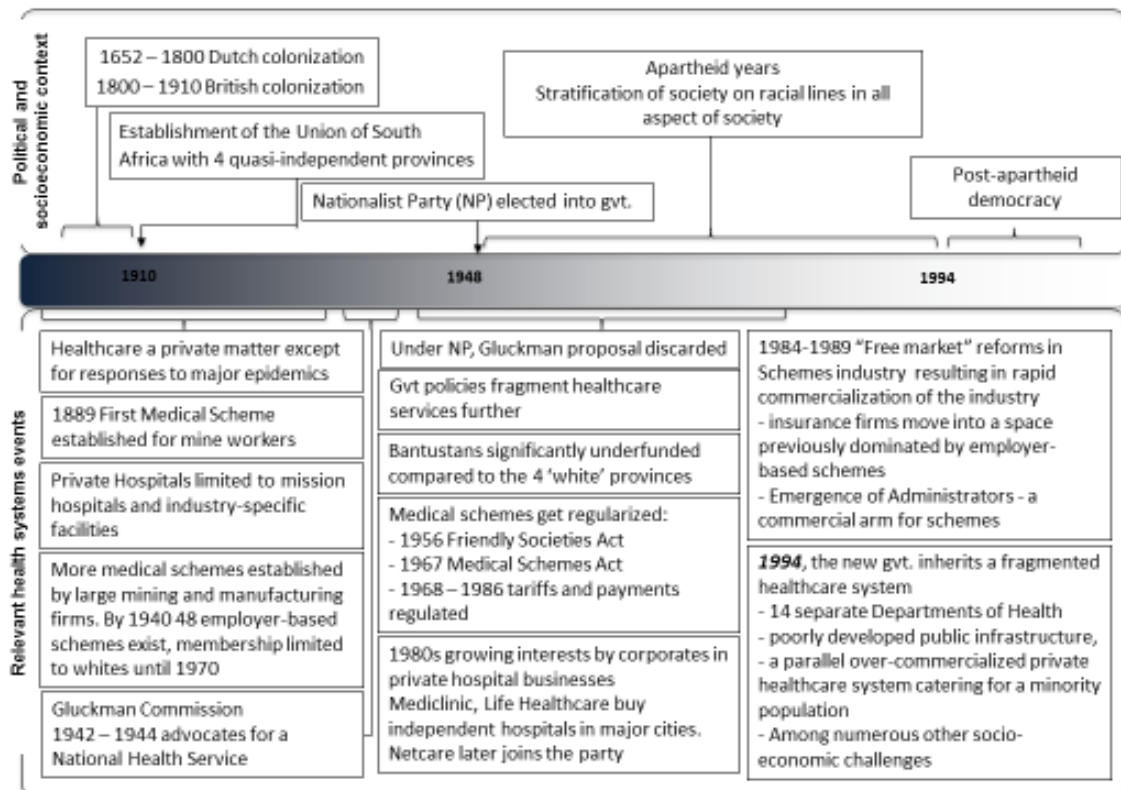 Political and
socioeconomic context
1652 – 1800 Dutch colonization
1800 – 1910 British colonization
Establishment of the Union of South
Africa with 4 quasi-independent provinces
Nationalist Party (NP) elected into gvt.
Apartheid years
Stratification of society on racial lines in all
aspect of society
Post-apartheid
democracy
1910
1948
1994
Relevant health systems events
Healthcare a private matter except
for responses to major epidemics
1889 First Medical Scheme
established for mine workers
Private Hospitals limited to mission
hospitals and industry-specific
facilities
More medical schemes established
by large mining and manufacturing
firms. By 1940 48 employer-based
schemes exist, membership limited
to whites until 1970
Gluckman Commission
1942 – 1944 advocates for a
National Health Service
Under NP, Gluckman proposal discarded
Gvt policies fragment healthcare
services further
Bantustans significantly underfunded
compared to the 4 ‘white’ provinces
Medical schemes get regularized:
- 1956 Friendly Societies Act
- 1967 Medical Schemes Act
- 1968 – 1986 tariffs and payments
regulated
1980s growing interests by corporates in
private hospital businesses
Mediclinic, Life Healthcare buy
independent hospitals in major cities.
Netcare later joins the party
1984-1989 “Free market” reforms in
Schemes industry resulting in rapid
commercialization of the industry
- insurance firms move into a space
previously dominated by employer-
based schemes
- Emergence of Administrators - a
commercial arm for schemes
1994, the new gvt. inherits a fragmented
healthcare system
- 14 separate Departments of Health
- poorly developed public infrastructure,
- a parallel over-commercialized private
healthcare system catering for a minority
population
- Among numerous other socio-
economic challenges